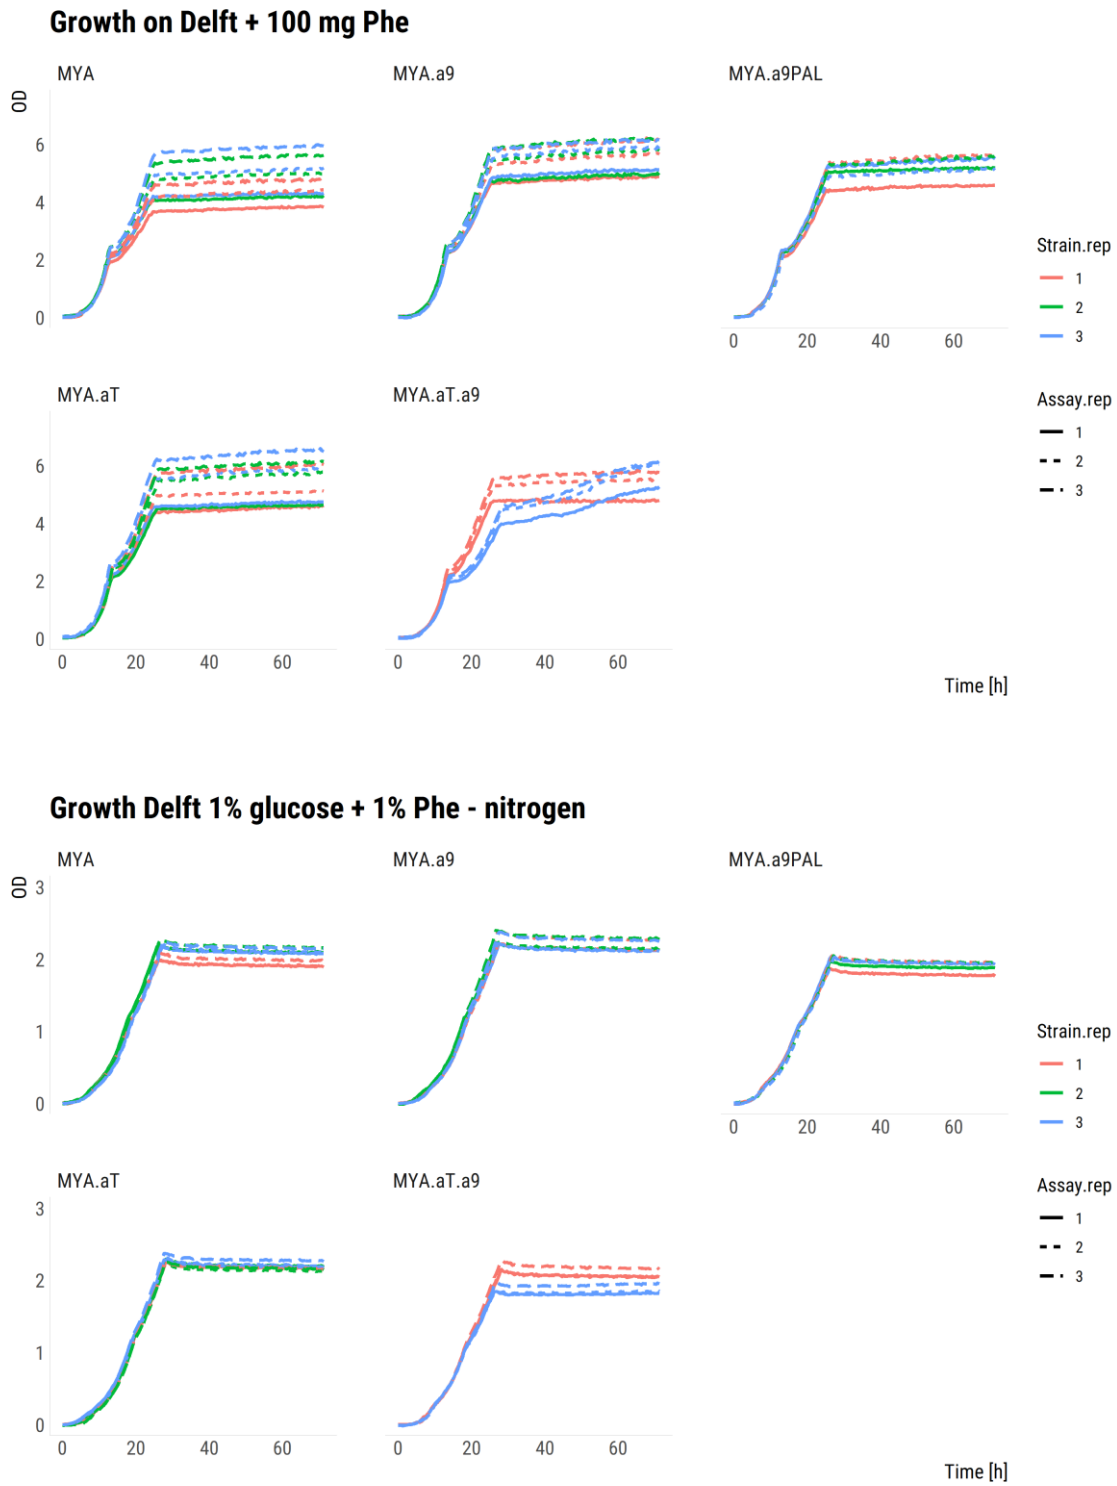 Growth on Delft + 100 mg Phe
MYA
MYA.a9
MYA.a9PAL
OD
6
4
2
0
0 20 40 60
Strain.rep
1
2
3
MYA.aT
MYA.aT.a9
Assay.rep
1
2
3
6
4
2
0
0 20 40 60
0 20 40 60
Time [h]
Growth Delft 1% glucose + 1% Phe - nitrogen
MYA
MYA.a9
MYA.a9PAL
OD
3
2
1
0
0 20 40 60
Strain.rep
1
2
3
MYA.aT
MYA.aT.a9
Assay.rep
1
2
3
3
2
1
0
0 20 40 60
0 20 40 60
Time [h]